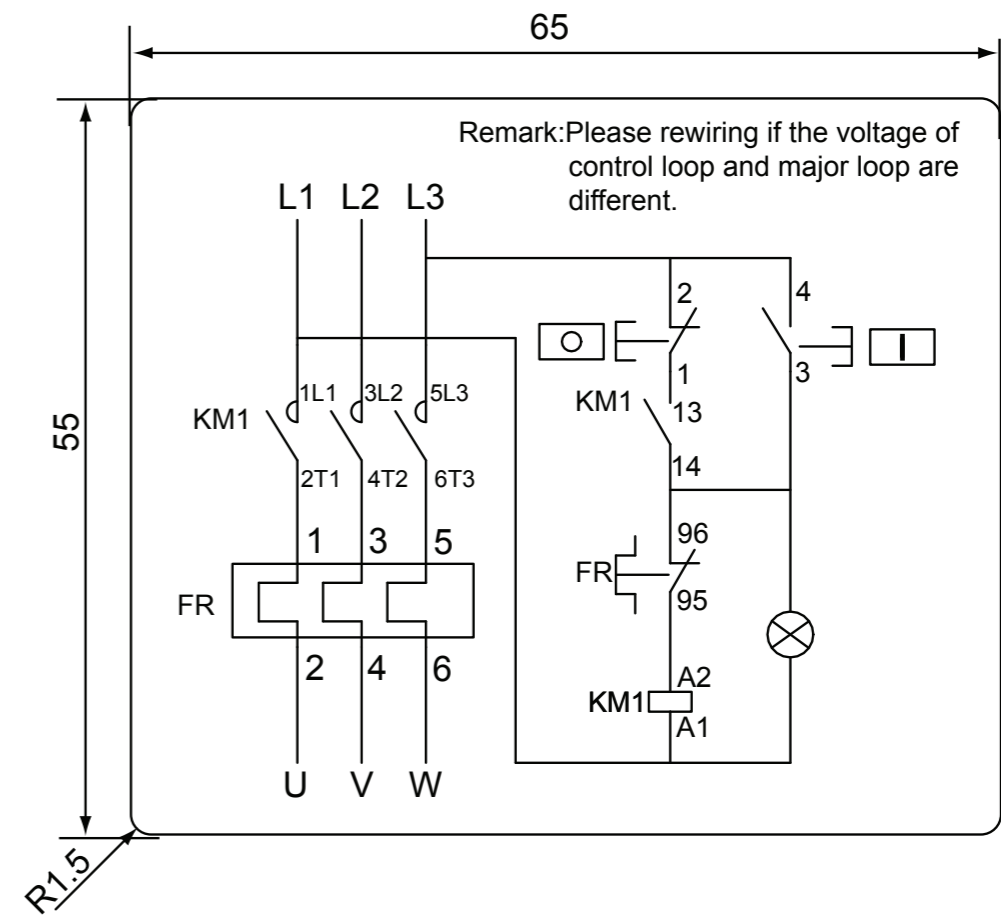 65
Remark:Please rewiring if the voltage of
control loop and major loop are
different.
L1 L2 L3
2 4
1 3
KM1 1L1 3L2 5L3
KM1 13
2T1 4T2 6T3
14
55
1 3 5
96
FR
FR
95
2 4 6
A2
KM1
A1
U V W
R1.5